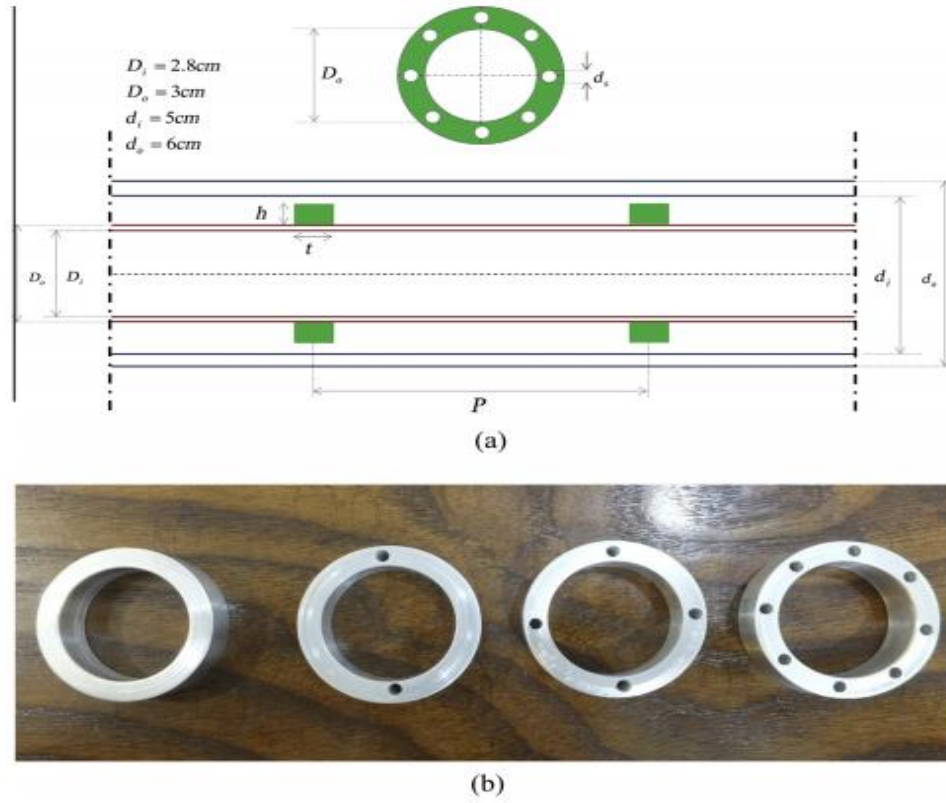 D_i = 2.8cm
D_o = 3cm
d_i = 5cm
d_o = 6cm
D_o
d_s
h
t
D_o
D_i
d_i
d_o
P
(a)
(b)